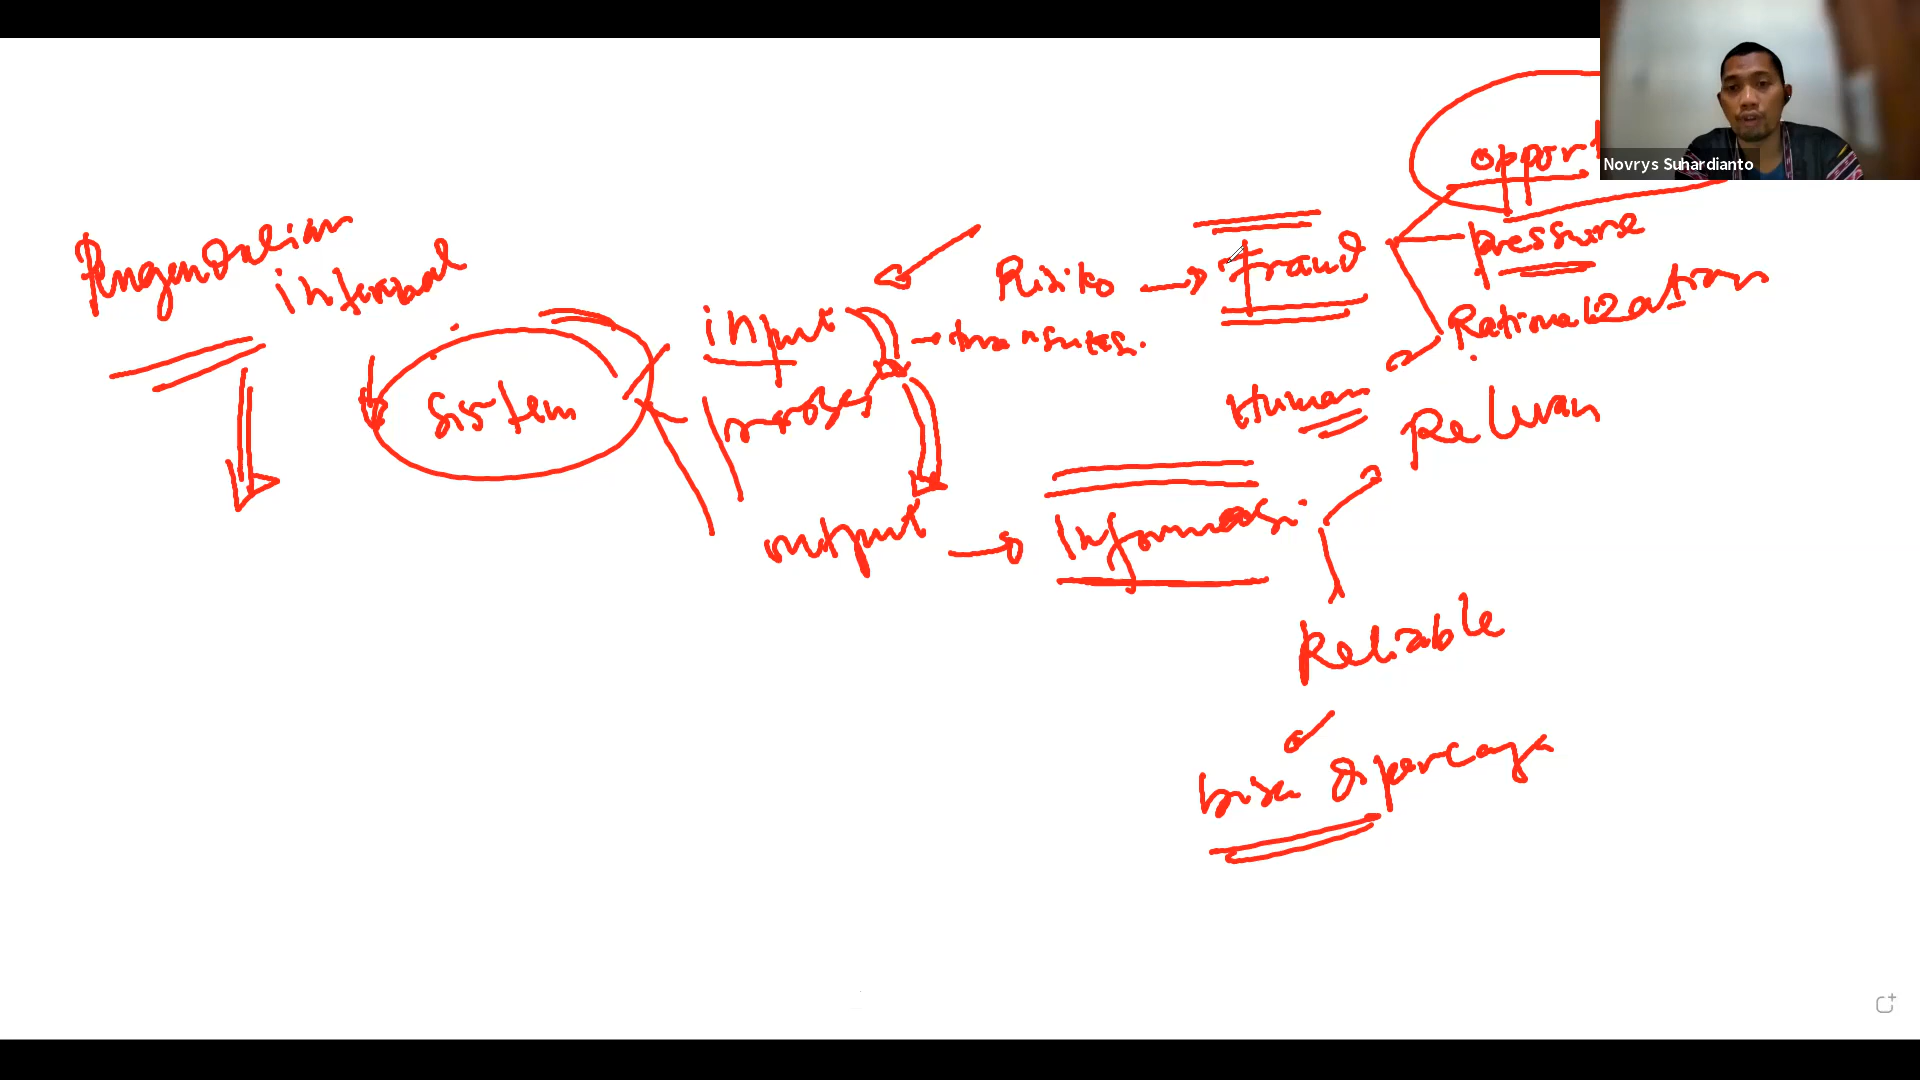 oppor
Novrys Suhardianto
Pengendalian
internal
pressure
Fraud
Risiko
Rationalization
input
transaksi.
Human
Relevan
sistem
proses
output
Informasi
Reliable
bisa dipercaya